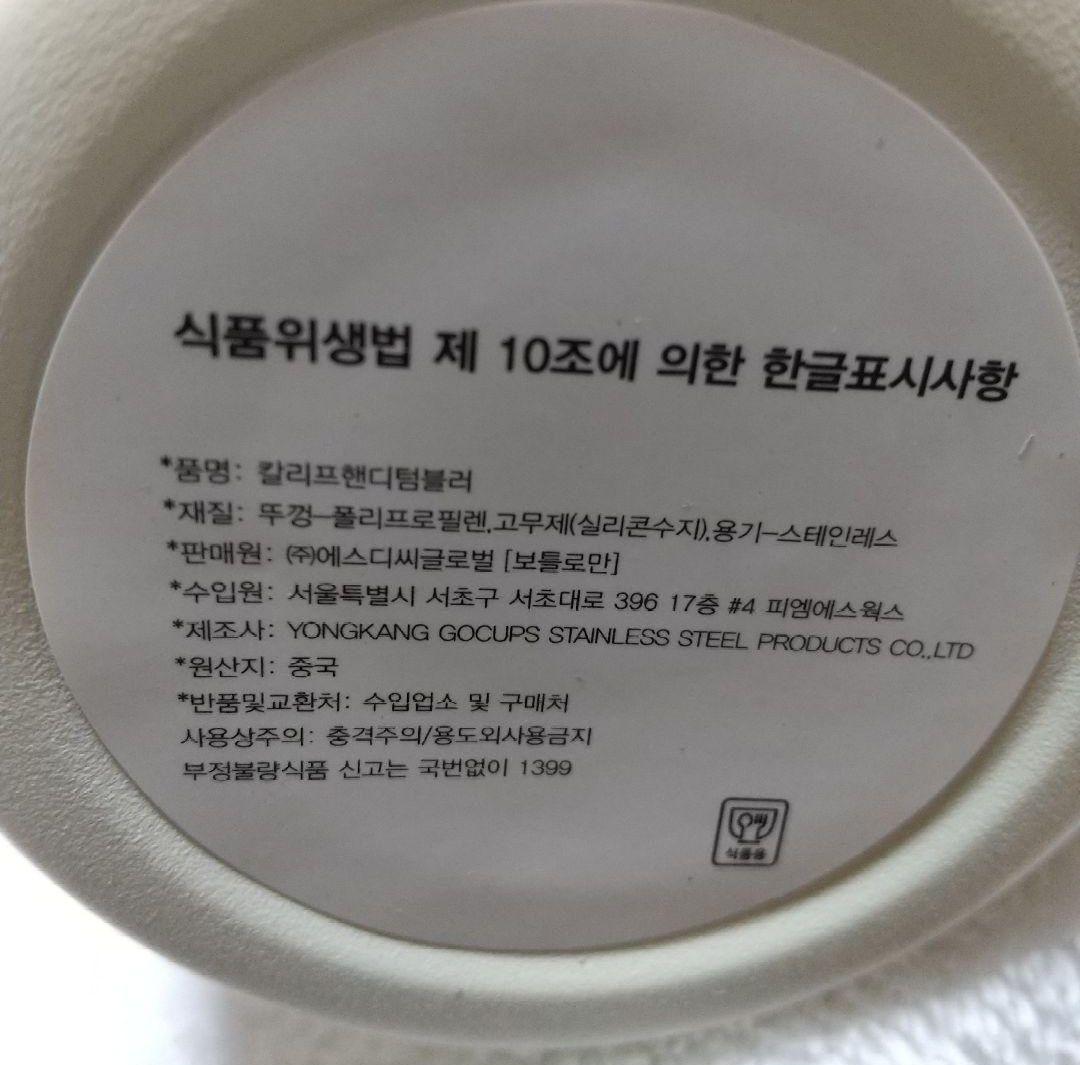 식품위생법 제 10조에 의한 한글표시사항
*품명: 칼리프핸디텀블러
*재질: 뚜껑-폴리프로필렌,고무제(실리콘수지),용기-스테인레스
*판매원: ㈜에스디씨글로벌 [보틀로만]
*수입원: 서울특별시 서초구 서초대로 396 17층 #4 피엠에스웍스
*제조사: YONGKANG GOCUPS STAINLESS STEEL PRODUCTS CO.,LTD
*원산지: 중국
*반품및교환처: 수입업소 및 구매처
사용상주의: 충격주의/용도외사용금지
부정불량식품 신고는 국번없이 1399
식품용